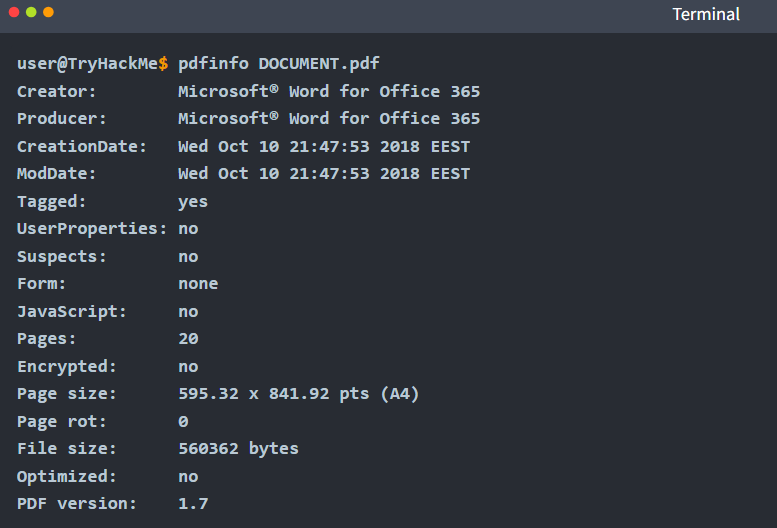 Terminal
user@TryHackMe$ pdfinfo DOCUMENT.pdf
Creator: Microsoft® Word for Office 365
Producer: Microsoft® Word for Office 365
CreationDate: Wed Oct 10 21:47:53 2018 EEST
ModDate: Wed Oct 10 21:47:53 2018 EEST
Tagged: yes
UserProperties: no
Suspects: no
Form: none
JavaScript: no
Pages: 20
Encrypted: no
Page size: 595.32 x 841.92 pts (A4)
Page rot: 0
File size: 560362 bytes
Optimized: no
PDF version: 1.7